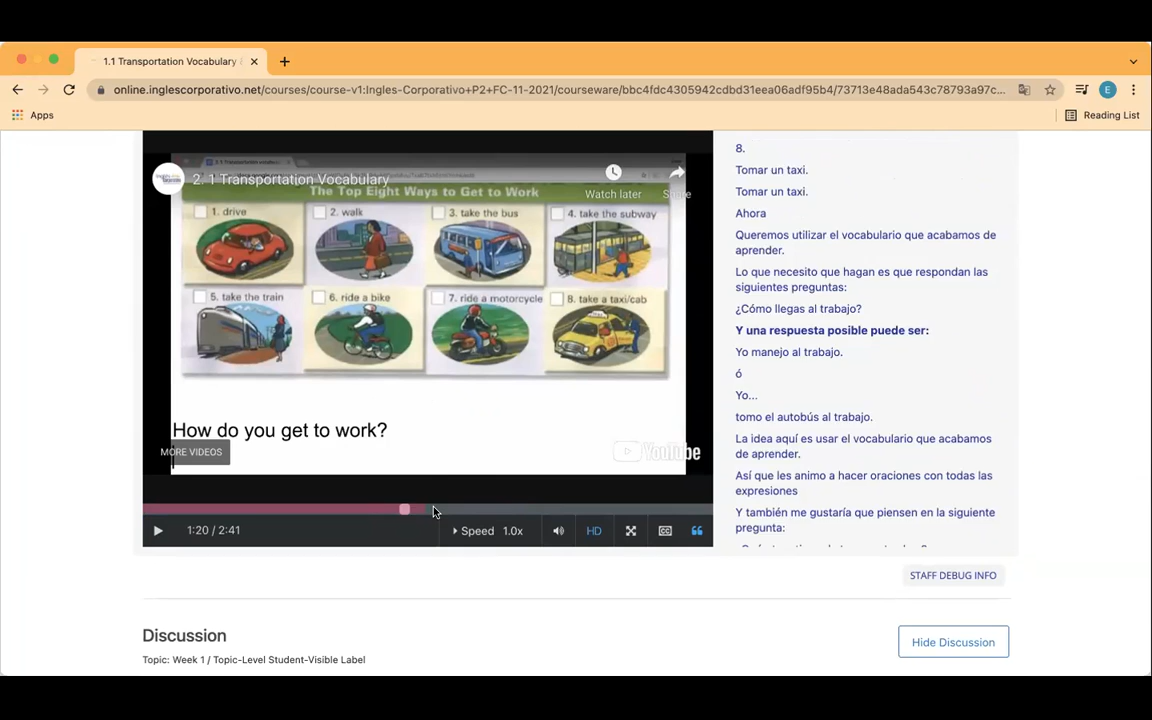 1.1 Transportation Vocabulary
online.inglescorporativo.net/courses/course-v1:Ingles-Corporativo+P2+FC-11-2021/courseware/bbc4fdc4305942cdbd31eea06adf95b4/73713e48ada543c78793a97c...
E
Apps
Reading List
2. 1 Transportation Vocabulary
Watch later
Share
The Top Eight Ways to Get to Work
1. drive
2. walk
3. take the bus
4. take the subway
5. take the train
6. ride a bike
7. ride a motorcycle
8. take a taxi/cab
TAXI
How do you get to work?
MORE VIDEOS
YouTube
1:20 / 2:41
Speed 1.0x
HD
8.
Tomar un taxi.
Tomar un taxi.
Ahora
Queremos utilizar el vocabulario que acabamos de
aprender.
Lo que necesito que hagan es que respondan las
siguientes preguntas:
¿Cómo llegas al trabajo?
Y una respuesta posible puede ser:
Yo manejo al trabajo.
ó
Yo...
tomo el autobús al trabajo.
La idea aquí es usar el vocabulario que acabamos
de aprender.
Así que les animo a hacer oraciones con todas las
expresiones
Y también me gustaría que piensen en la siguiente
pregunta:
STAFF DEBUG INFO
Discussion
Hide Discussion
Topic: Week 1 / Topic-Level Student-Visible Label